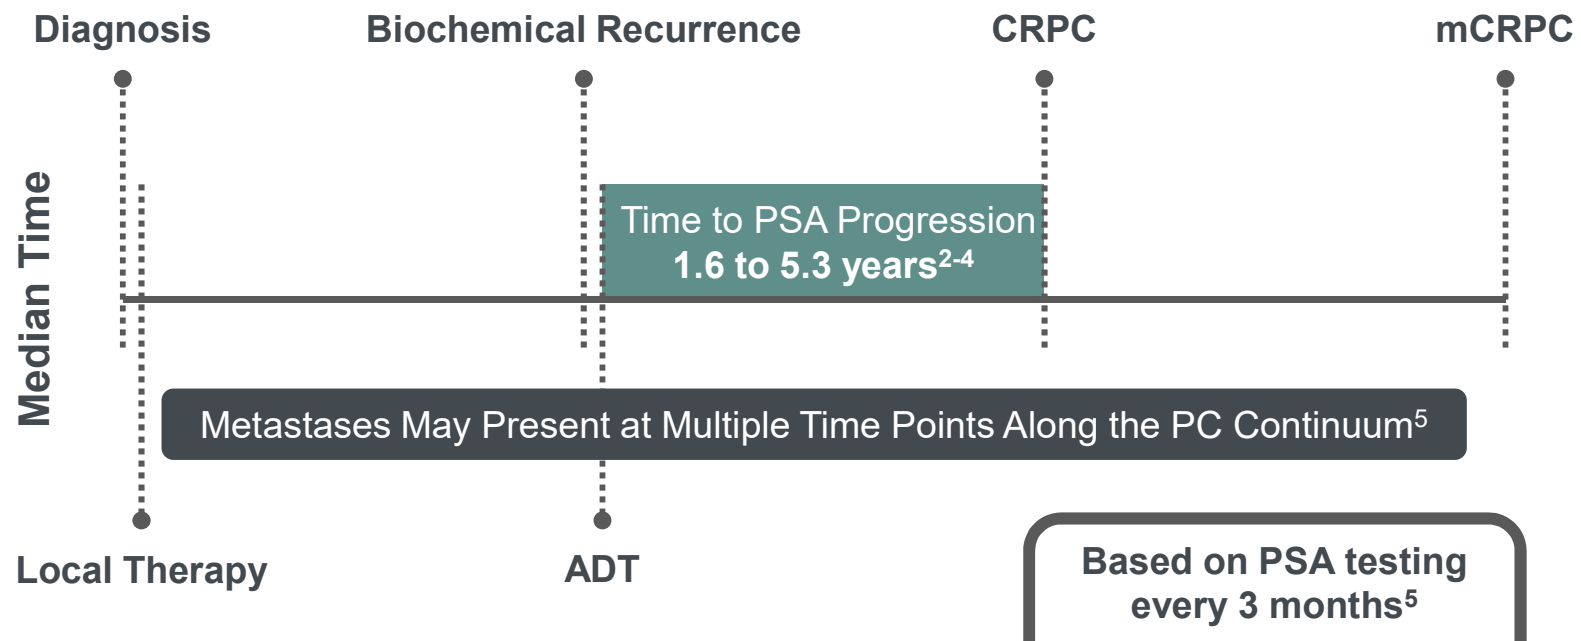 Diagnosis
Biochemical Recurrence
CRPC
mCRPC
Median Time
Time to PSA Progression
1.6 to 5.3 years²⁻⁴
Metastases May Present at Multiple Time Points Along the PC Continuum⁵
Local Therapy
ADT
Based on PSA testing
every 3 months⁵